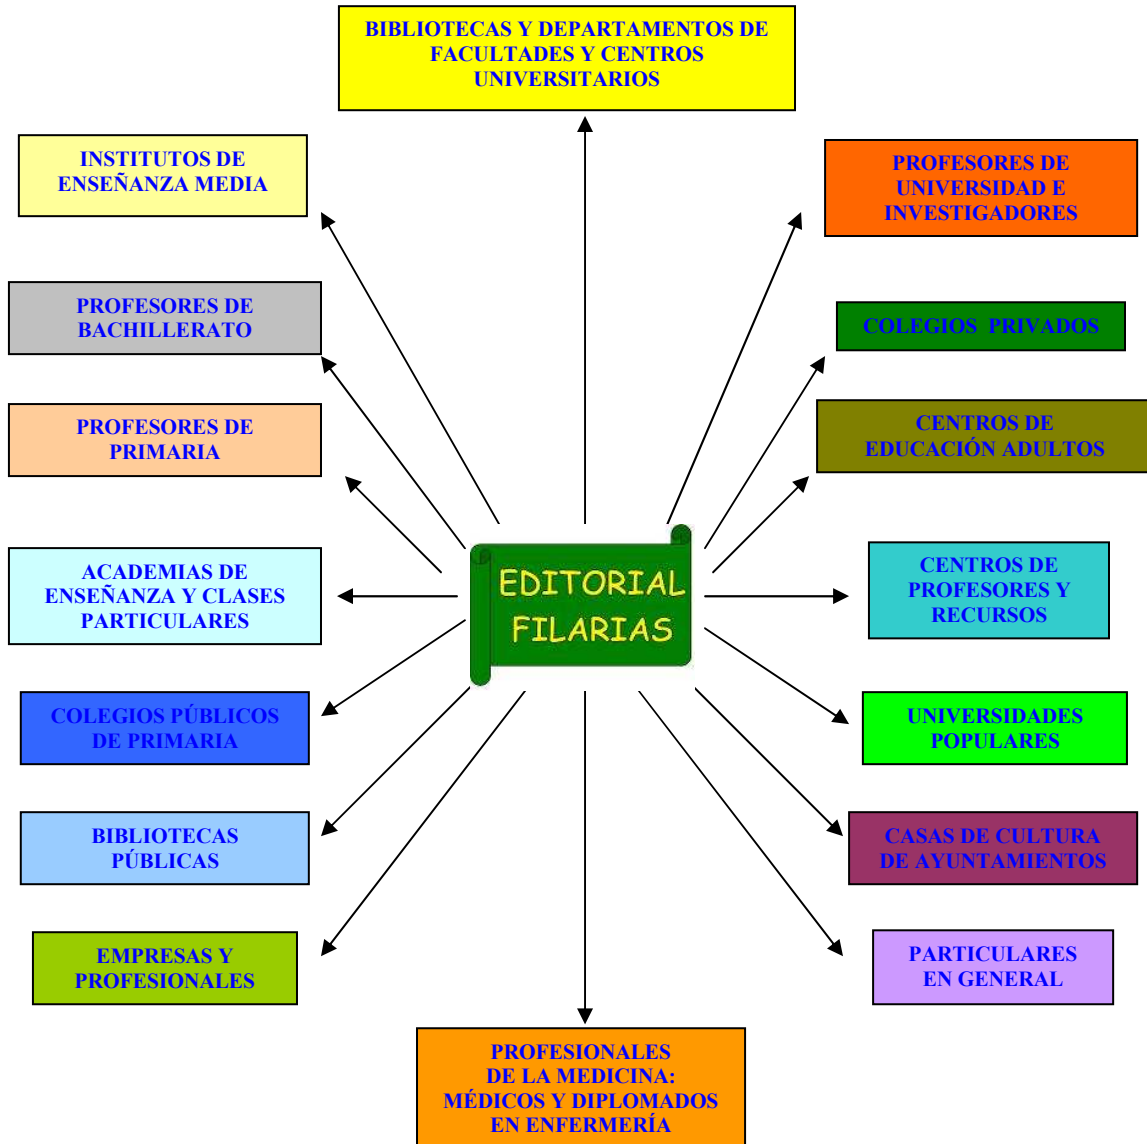 BIBLIOTECAS Y DEPARTAMENTOS DE
FACULTADES Y CENTROS
UNIVERSITARIOS
INSTITUTOS DE
ENSEÑANZA MEDIA
PROFESORES DE
UNIVERSIDAD E
INVESTIGADORES
PROFESORES DE
BACHILLERATO
COLEGIOS PRIVADOS
PROFESORES DE
PRIMARIA
CENTROS DE
EDUCACIÓN ADULTOS
ACADEMIAS DE
ENSEÑANZA Y CLASES
PARTICULARES
EDITORIAL
FILARIAS
CENTROS DE
PROFESORES Y
RECURSOS
COLEGIOS PÚBLICOS
DE PRIMARIA
UNIVERSIDADES
POPULARES
BIBLIOTECAS
PÚBLICAS
CASAS DE CULTURA
DE AYUNTAMIENTOS
EMPRESAS Y
PROFESIONALES
PARTICULARES
EN GENERAL
PROFESIONALES
DE LA MEDICINA:
MÉDICOS Y DIPLOMADOS
EN ENFERMERÍA